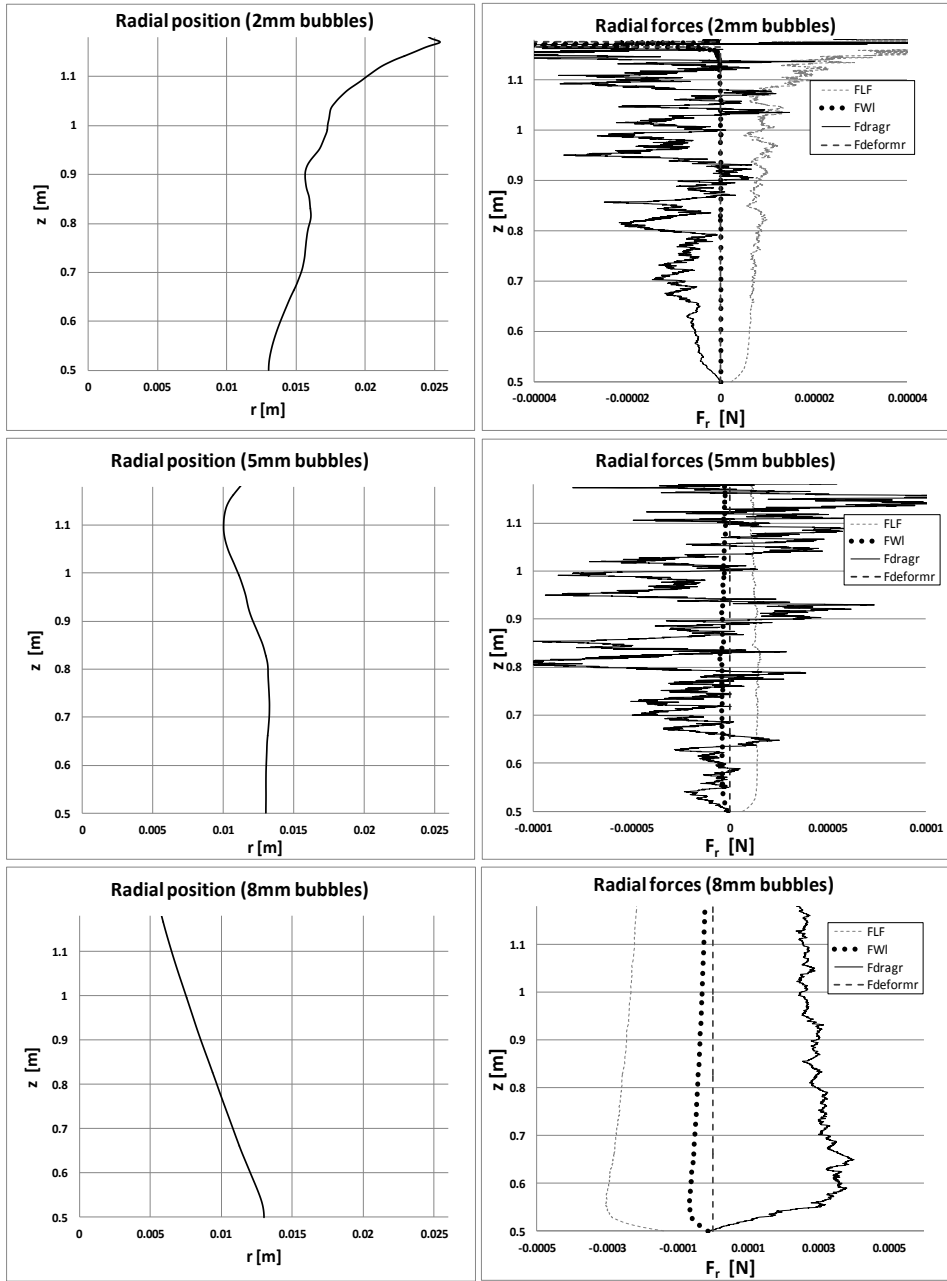 Radial position (2mm bubbles)
1.1
1
0.9
0.8
0.7
0.6
0.5
z [m]
0 0.005 0.01 0.015 0.02 0.025
r [m]
Radial forces (2mm bubbles)
1.1
1
0.9
0.8
0.7
0.6
0.5
z [m]
FLF
FWl
Fdragr
Fdeformr
-0.00004 -0.00002 0 0.00002 0.00004
Fr [N]
Radial position (5mm bubbles)
1.1
1
0.9
0.8
0.7
0.6
0.5
z [m]
0 0.005 0.01 0.015 0.02 0.025
r [m]
Radial forces (5mm bubbles)
1.1
1
0.9
0.8
0.7
0.6
0.5
z [m]
FLF
FWl
Fdragr
Fdeformr
-0.0001 -0.00005 0 0.00005 0.0001
Fr [N]
Radial position (8mm bubbles)
1.1
1
0.9
0.8
0.7
0.6
0.5
z [m]
0 0.005 0.01 0.015 0.02 0.025
r [m]
Radial forces (8mm bubbles)
1.1
1
0.9
0.8
0.7
0.6
0.5
z [m]
FLF
FWl
Fdragr
Fdeformr
-0.0005 -0.0003 -0.0001 0.0001 0.0003 0.0005
Fr [N]